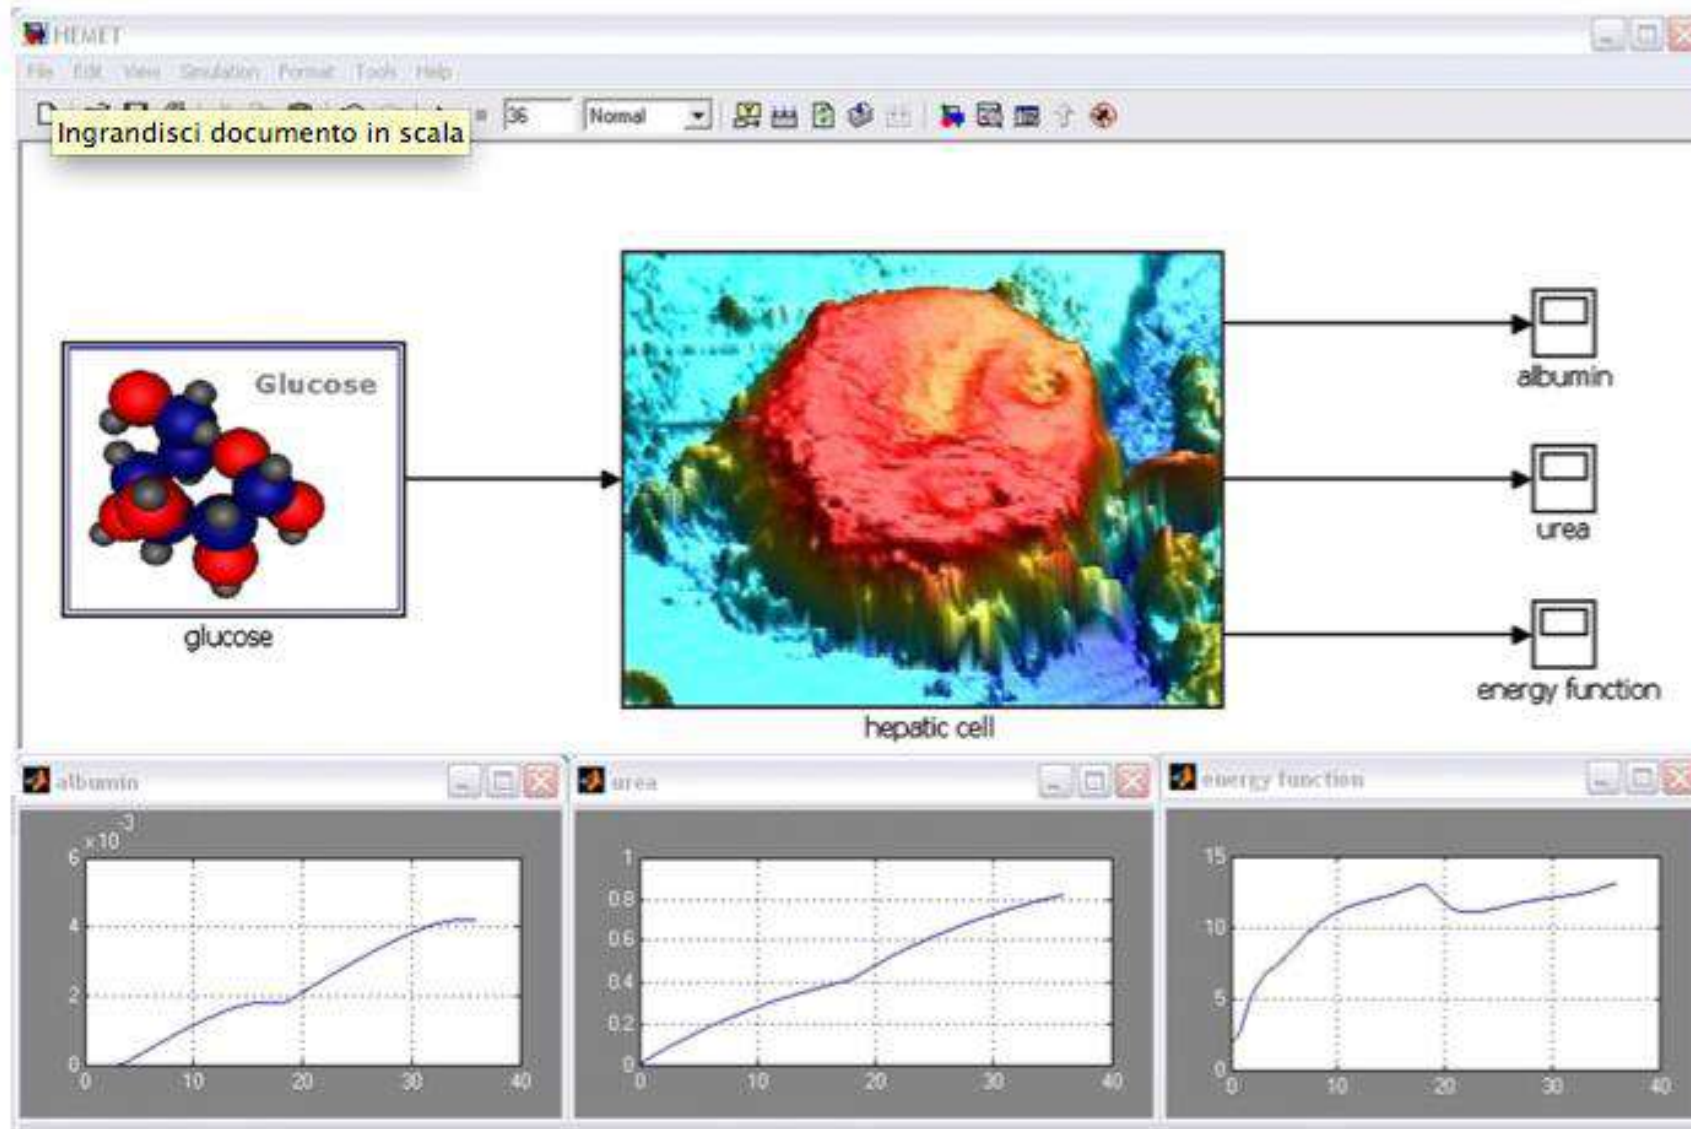 HEMET
File Edit View Simulation Format Tools Help
36 Normal
Ingrandisci documento in scala
Glucose
glucose
hepatic cell
albumin
urea
energy function
albumin
×10
-3
6
4
2
0
0 10 20 30 40
urea
1
0.8
0.6
0.4
0.2
0
0 10 20 30 40
energy function
15
10
5
0
0 10 20 30 40